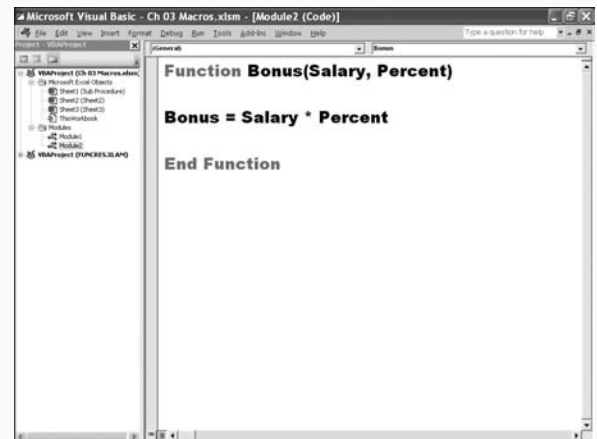 Microsoft Visual Basic - Ch 03 Macros.xlsm - [Module2 (Code)]
File Edit View Insert Format Debug Run Tools Add-Ins Window Help
Type a question for help
Project - VBAProject
(General)
Bonus
VBAProject (Ch 03 Macros.xlsm)
Microsoft Excel Objects
Sheet1 (Sub Procedure)
Sheet2 (Sheet2)
Sheet3 (Sheet3)
ThisWorkbook
Modules
Module1
Module2
VBAProject (FUNCRES.XLAM)
Function Bonus(Salary, Percent)
Bonus = Salary * Percent
End Function